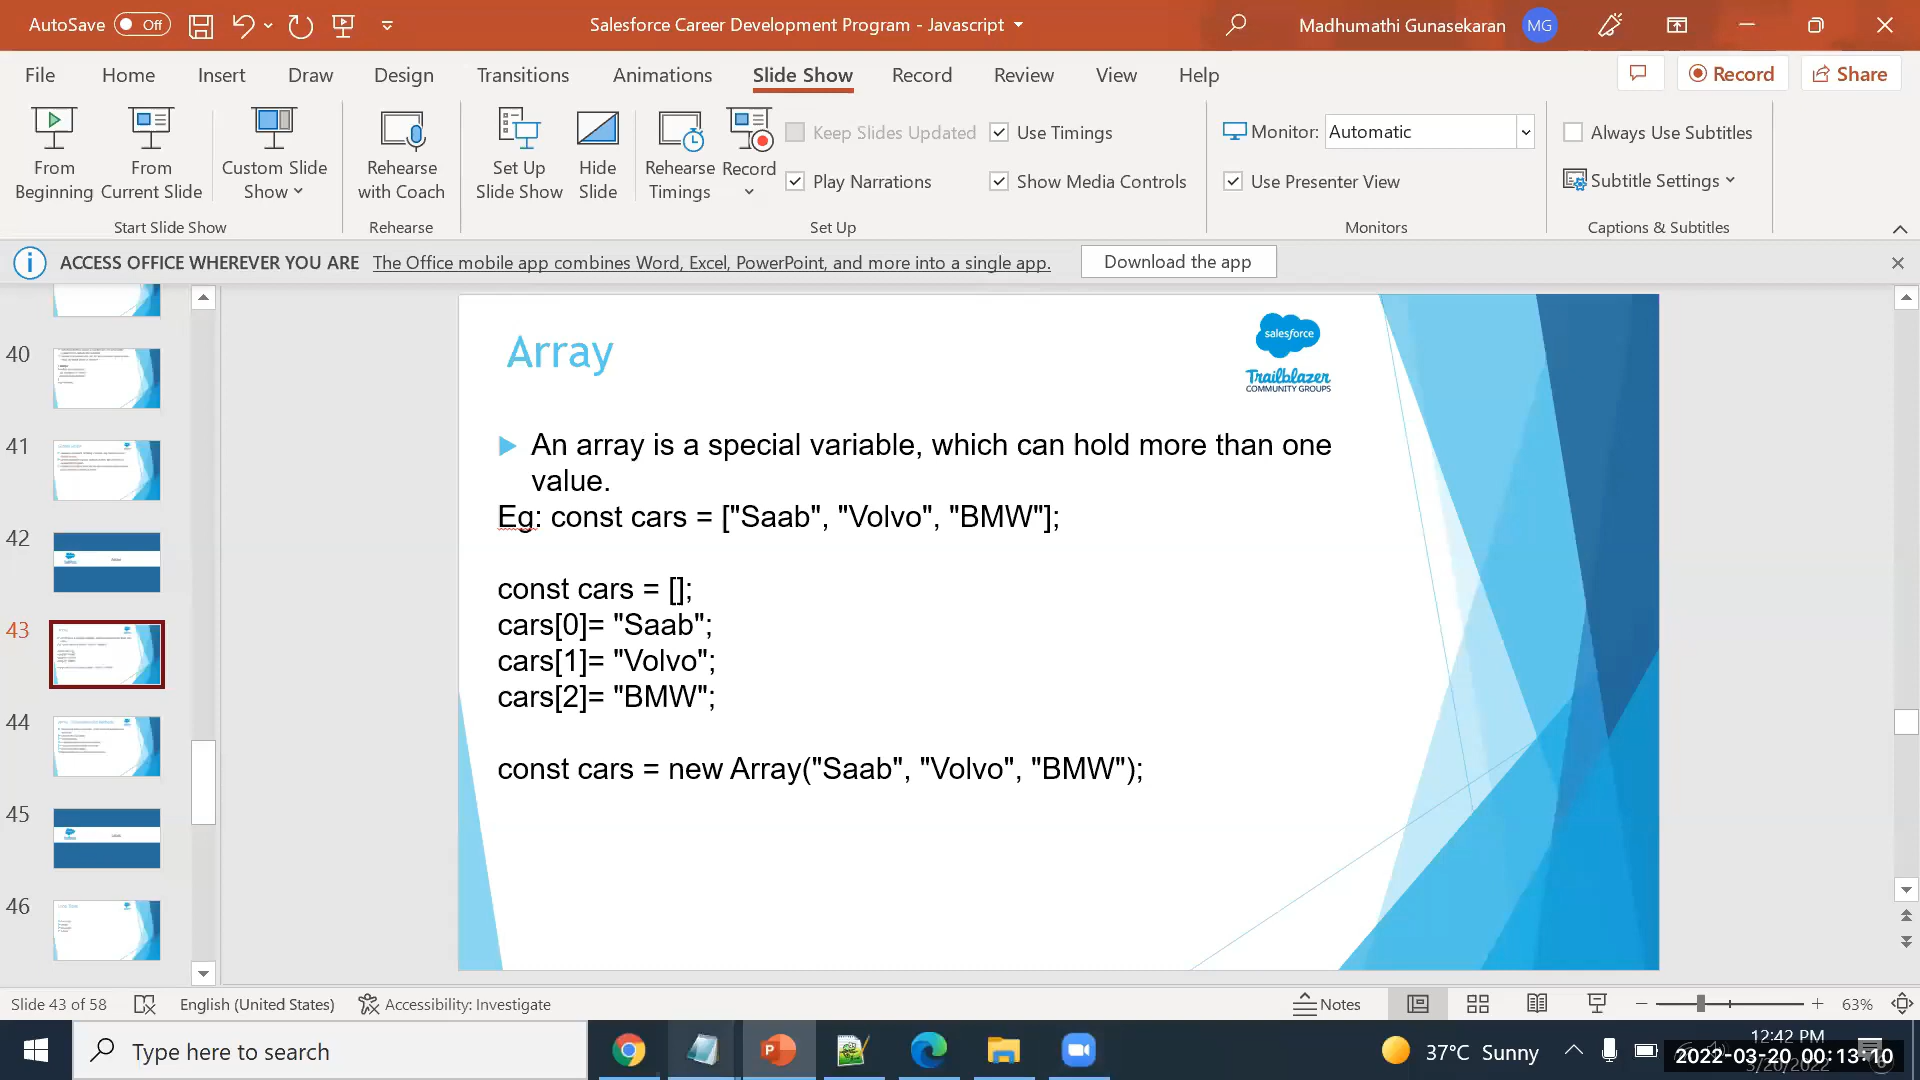 AutoSave Off
Salesforce Career Development Program - Javascript
Madhumathi Gunasekaran MG
File Home Insert Draw Design Transitions Animations Slide Show Record Review View Help
Record Share
From Beginning
From Current Slide
Custom Slide Show
Rehearse with Coach
Set Up Slide Show
Hide Slide
Rehearse Timings
Record
Keep Slides Updated
Play Narrations
Use Timings
Show Media Controls
Monitor: Automatic
Use Presenter View
Always Use Subtitles
Subtitle Settings
Start Slide Show Rehearse Set Up Monitors Captions & Subtitles
ACCESS OFFICE WHEREVER YOU ARE The Office mobile app combines Word, Excel, PowerPoint, and more into a single app. Download the app
40
41
42
43
44
45
46
Array
salesforce
Trailblazer
COMMUNITY GROUPS
An array is a special variable, which can hold more than one
value.
Eg: const cars = ["Saab", "Volvo", "BMW"];
const cars = [];
cars[0]= "Saab";
cars[1]= "Volvo";
cars[2]= "BMW";
const cars = new Array("Saab", "Volvo", "BMW");
Slide 43 of 58 English (United States) Accessibility: Investigate
Notes 63%
Type here to search
37°C Sunny
12:42 PM
3/20/2022
2022-03-20 00:13:10